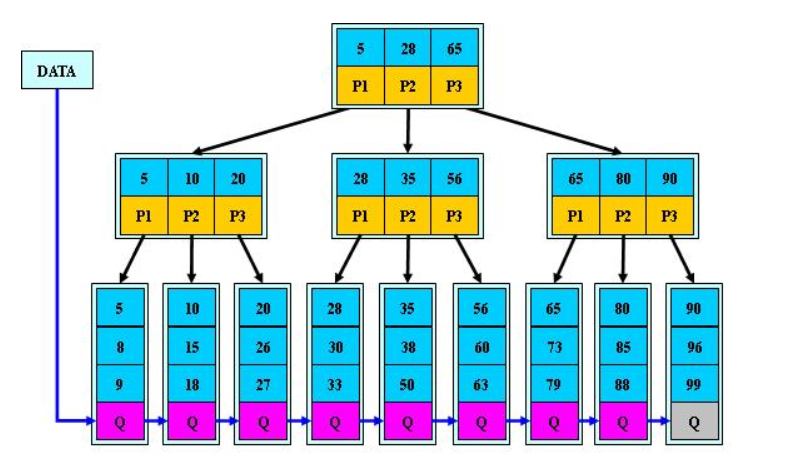 5 28 65
DATA
P1 P2 P3
5 10 20 28 35 56 65 80 90
P1 P2 P3 P1 P2 P3 P1 P2 P3
5 10 20 28 35 56 65 80 90
8 15 26 30 38 60 73 85 96
9 18 27 33 50 63 79 88 99
Q Q Q Q Q Q Q Q Q